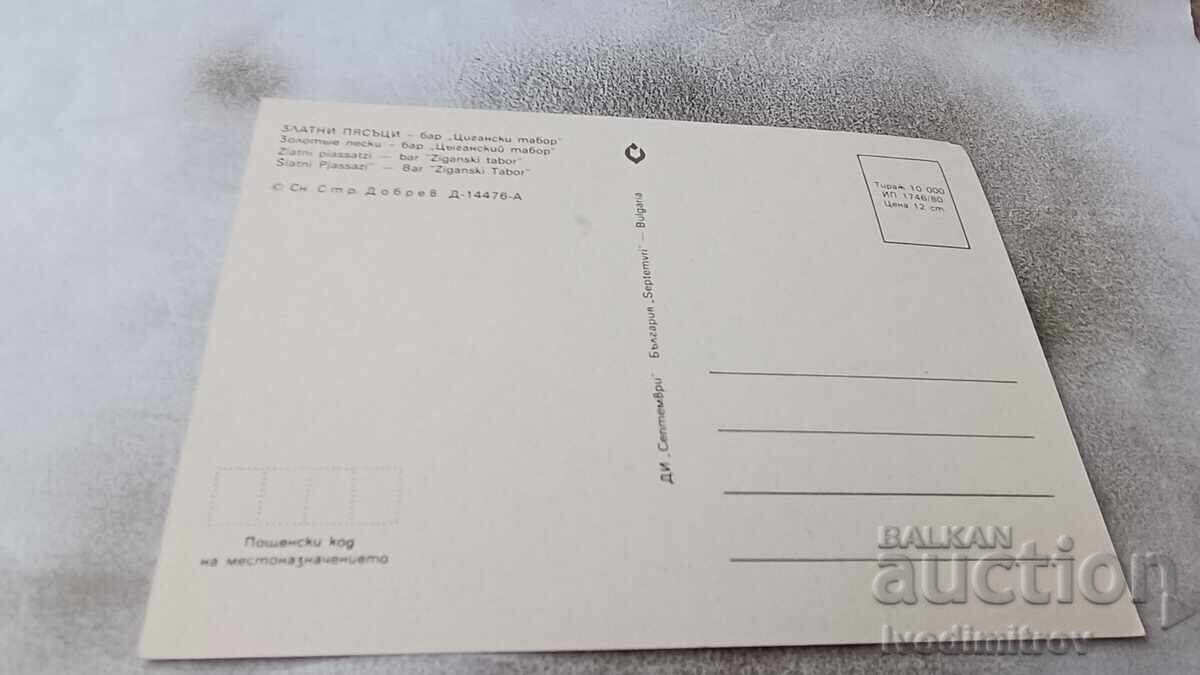 ЗЛАТНИ ПЯСЪЦИ – бар „Цигански табор"
Золотые пески – бар „Цыганский табор"
Zlatni piassatzi — bar "Ziganski tabor"
Slatni Pjassazi" — Bar "Ziganski Tabor"
© Сн. Стр. Добрев Д-14476-А
ДИ „Септември" България „Septemvri" — Bulgaria
Тираж 10 000
ИП 1746/80
Цена 12 ст.
Пощенски код
на местоназначението
BALKAN
auction
Ivodimitrov